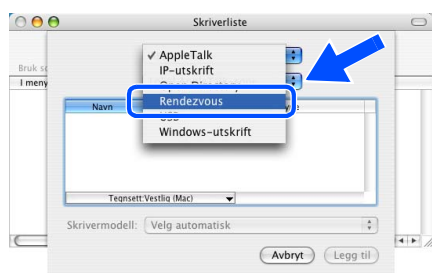 Skriverliste
AppleTalk
Bruk
IP-utskrift
I meny
Navn
Rendezvous
USB
Windows-utskrift
Tegnsett:Vestlig (Mac)
Skrivermodell:
Velg automatisk
Avbryt
Legg til